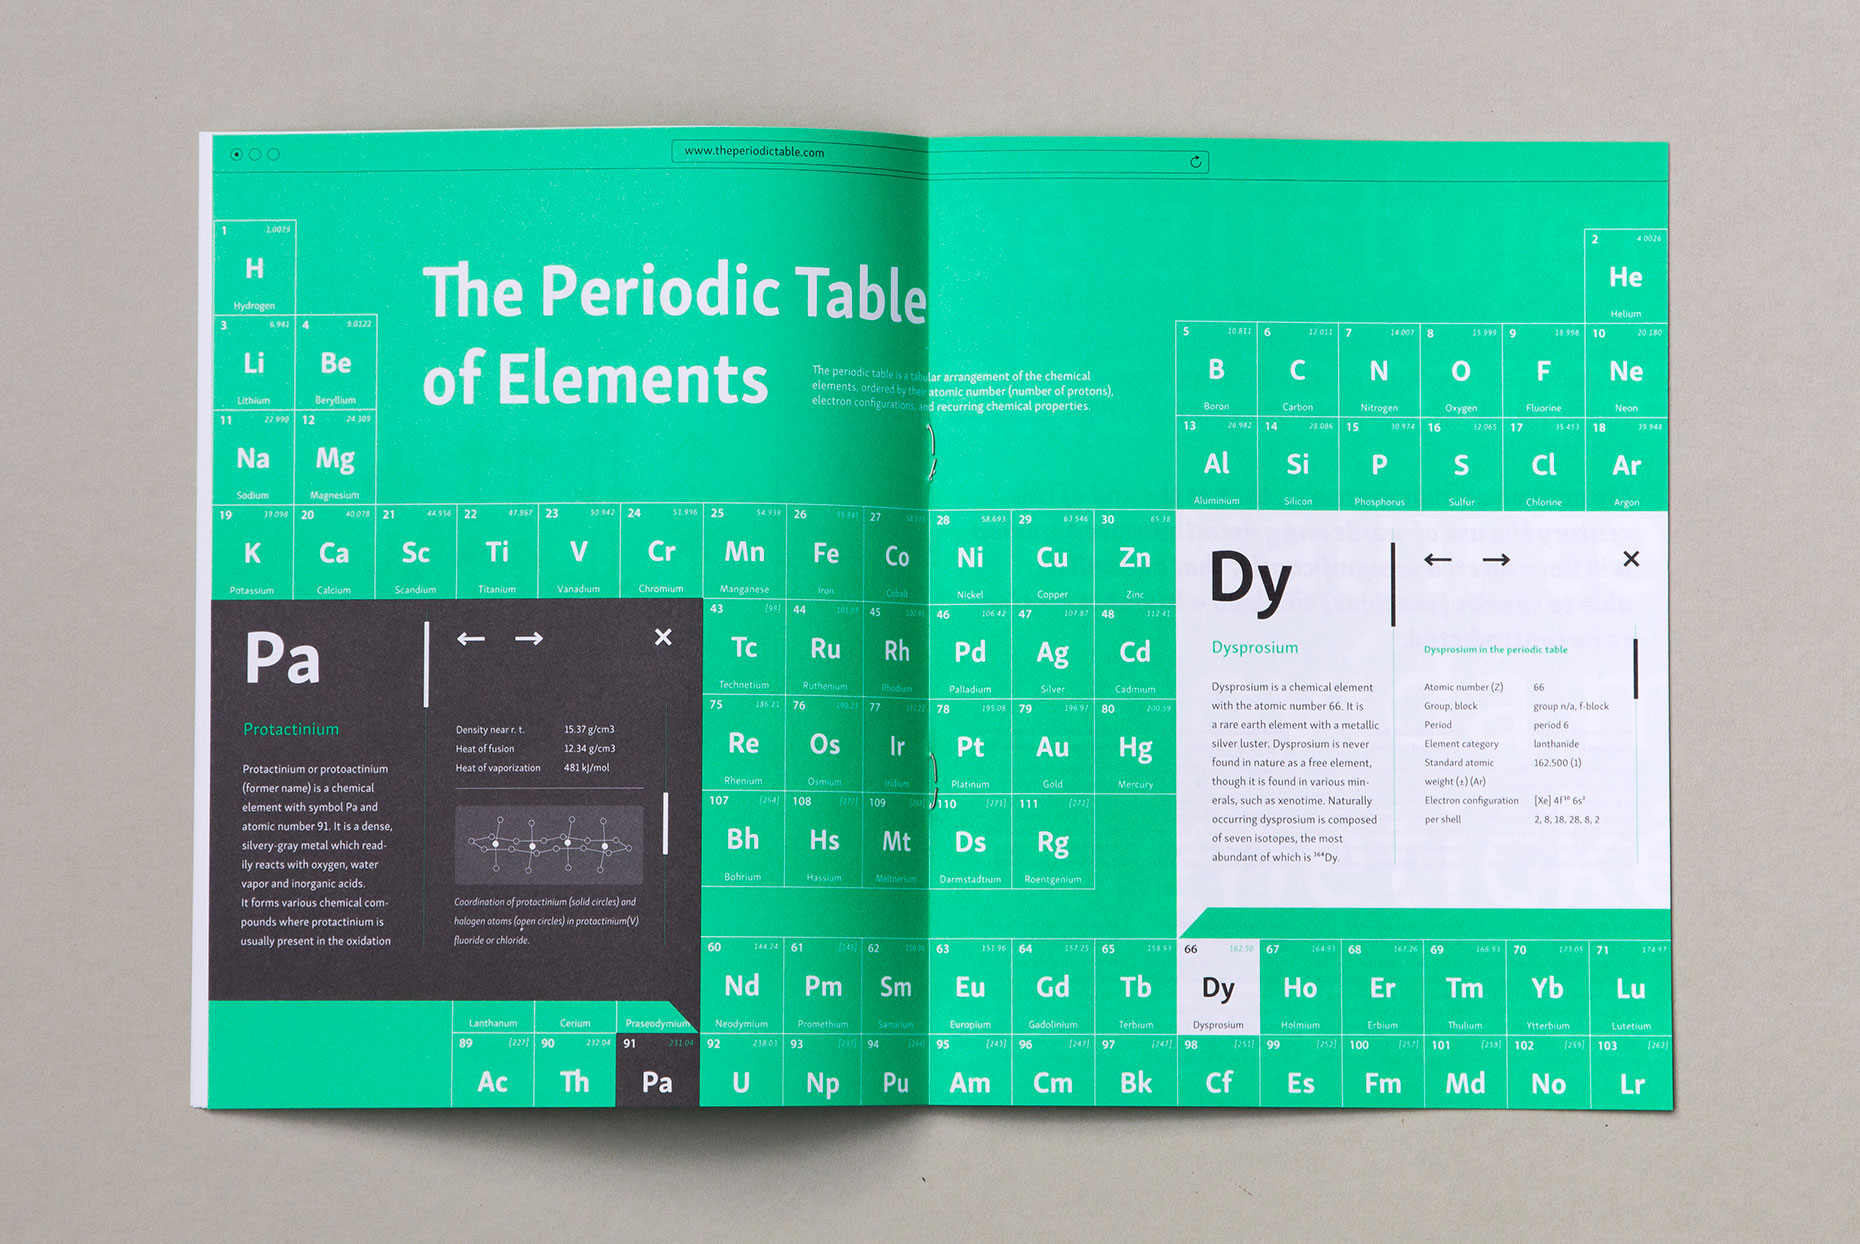 www.theperiodictable.com
The Periodic Table
of Elements
The periodic table is a tabular arrangement of the chemical
elements, ordered by their atomic number (number of protons),
electron configurations, and recurring chemical properties.
1 1.0079
H
Hydrogen
2 4.0026
He
Helium
3 6.941 4 9.0122
Li Be
Lithium Beryllium
5 10.811 6 12.011 7 14.007 8 15.999 9 18.998 10 20.180
B C N O F Ne
Boron Carbon Nitrogen Oxygen Fluorine Neon
11 22.990 12 24.305
Na Mg
Sodium Magnesium
13 26.982 14 28.086 15 30.974 16 32.065 17 35.453 18 39.948
Al Si P S Cl Ar
Aluminium Silicon Phosphorus Sulfur Chlorine Argon
19 39.098 20 40.078 21 44.956 22 47.867 23 50.942 24 51.996 25 54.938 26 55.845 27 28 58.693 29 63.546 30 65.38
K Ca Sc Ti V Cr Mn Fe Co Ni Cu Zn
Potassium Calcium Scandium Titanium Vanadium Chromium Manganese Iron Cobalt Nickel Copper Zinc
43 [98] 44 101.07 45 102.91 46 106.42 47 107.87 48 112.41
Tc Ru Rh Pd Ag Cd
Technetium Ruthenium Rhodium Palladium Silver Cadmium
75 186.21 76 190.23 77 192.22 78 195.08 79 196.97 80 200.59
Re Os Ir Pt Au Hg
Rhenium Osmium Iridium Platinum Gold Mercury
107 [264] 108 [277] 109 [268] 110 [271] 111 [272]
Bh Hs Mt Ds Rg
Bohrium Hassium Meitnerium Darmstadtium Roentgenium
Pa
Protactinium
Protactinium or protoactinium
(former name) is a chemical
element with symbol Pa and
atomic number 91. It is a dense,
silvery-gray metal which read-
ily reacts with oxygen, water
vapor and inorganic acids.
It forms various chemical com-
pounds where protactinium is
usually present in the oxidation
Density near r. t. 15.37 g/cm3
Heat of fusion 12.34 g/cm3
Heat of vaporization 481 kJ/mol
Coordination of protactinium (solid circles) and
halogen atoms (open circles) in protactinium(V)
fluoride or chloride.
Dy
Dysprosium
Dysprosium is a chemical element
with the atomic number 66. It is
a rare earth element with a metallic
silver luster. Dysprosium is never
found in nature as a free element,
though it is found in various min-
erals, such as xenotime. Naturally
occurring dysprosium is composed
of seven isotopes, the most
abundant of which is ¹⁶⁴Dy.
Dysprosium in the periodic table
Atomic number (Z) 66
Group, block group n/a, f-block
Period period 6
Element category lanthanide
Standard atomic 162.500 (1)
weight (±) (Ar)
Electron configuration [Xe] 4f¹⁰ 6s²
per shell 2, 8, 18, 28, 8, 2
60 144.24 61 [145] 62 150.36 63 151.96 64 157.25 65 158.93 66 162.50 67 164.93 68 167.26 69 168.93 70 173.05 71 174.97
Nd Pm Sm Eu Gd Tb Dy Ho Er Tm Yb Lu
Lanthanum Cerium Praseodymium Neodymium Promethium Samarium Europium Gadolinium Terbium Dysprosium Holmium Erbium Thulium Ytterbium Lutetium
89 [227] 90 232.04 91 231.04 92 238.03 93 [237] 94 [244] 95 [243] 96 [247] 97 [247] 98 [251] 99 [252] 100 [257] 101 [258] 102 [259] 103 [262]
Ac Th Pa U Np Pu Am Cm Bk Cf Es Fm Md No Lr